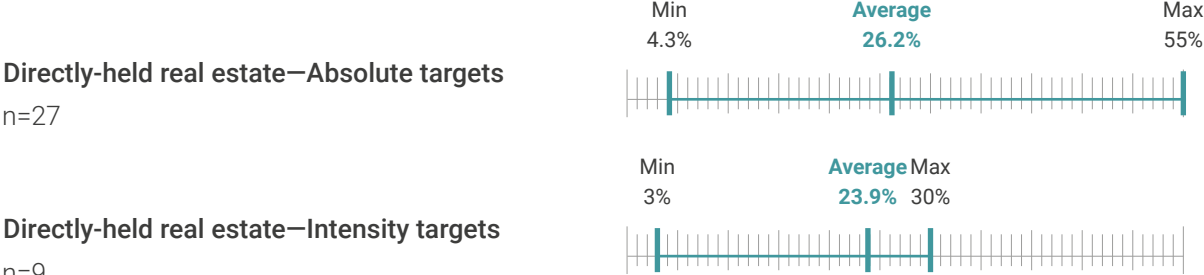 Min Average Max
4.3% 26.2% 55%
Directly-held real estate—Absolute targets
n=27
Min Average Max
3% 23.9% 30%
Directly-held real estate—Intensity targets
n=9